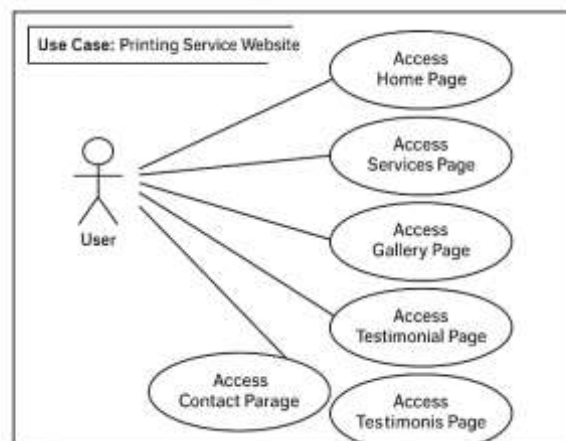 Use Case: Printing Service Website
Access
Home Page
Access
Services Page
User
Access
Gallery Page
Access
Testimonial Page
Access
Contact Parage
Access
Testimonis Page